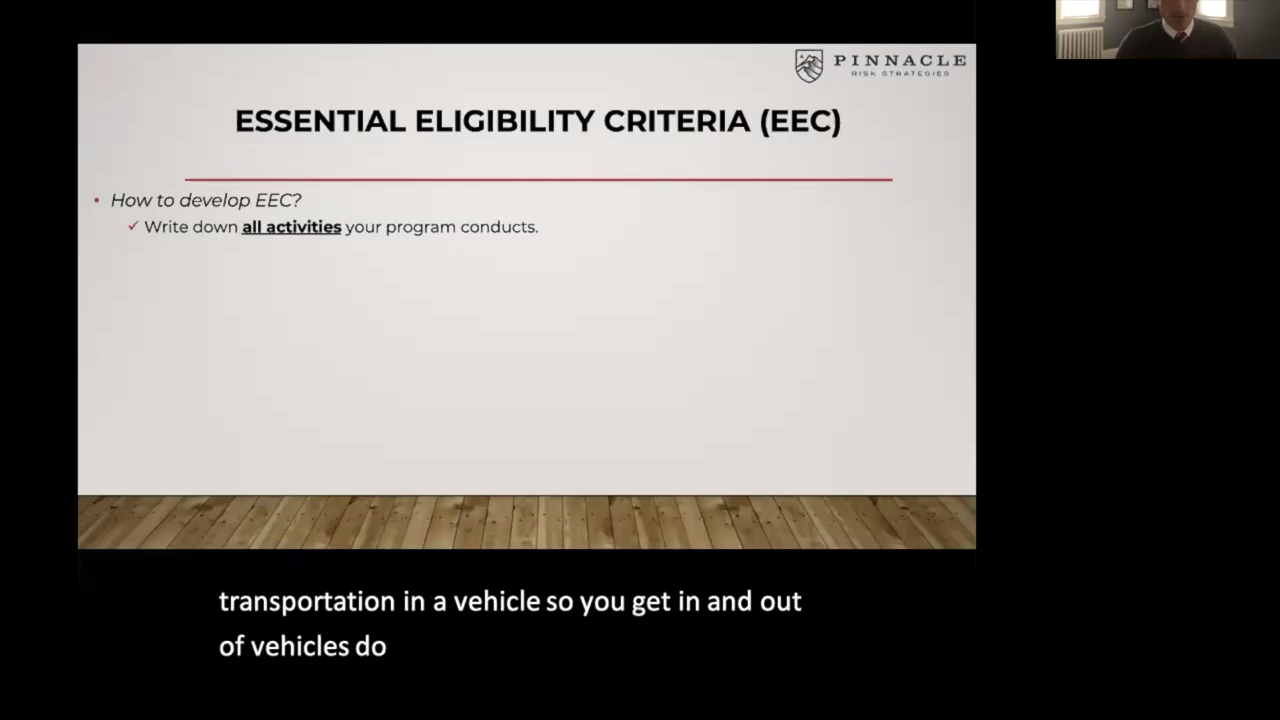 PINNACLE
RISK STRATEGIES
ESSENTIAL ELIGIBILITY CRITERIA (EEC)
• How to develop EEC?
✓ Write down all activities your program conducts.
transportation in a vehicle so you get in and out
of vehicles do